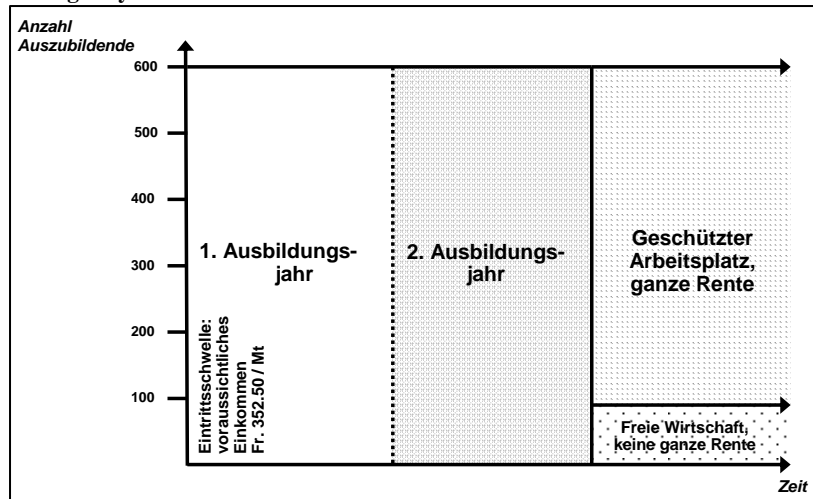 Anzahl
Auszubildende
600
500
400
300
200
100
1. Ausbildungs-
jahr
2. Ausbildungs-
jahr
Geschützter
Arbeitsplatz,
ganze Rente
Eintrittsschwelle:
voraussichtliches
Einkommen
Fr. 352.50 / Mt
Freie Wirtschaft,
keine ganze Rente
Zeit